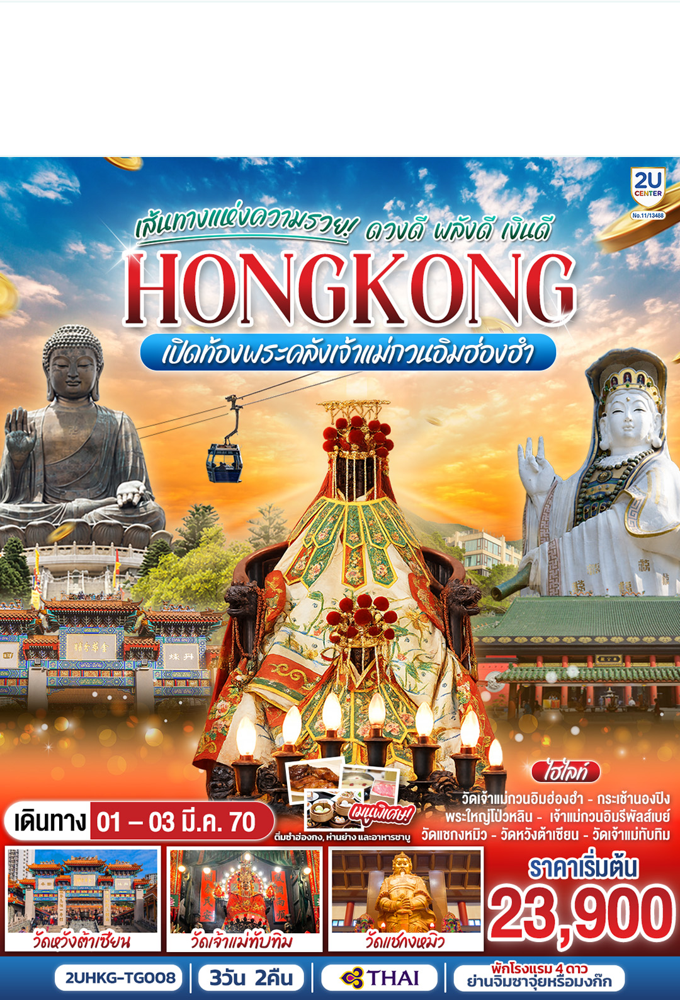 2U
CENTER
No.11/13488
เส้นทางแห่งความรวย! ดวงดี พลังดี เงินดี
HONGKONG
เปิดท้องพระคลังเจ้าแม่กวนอิมฮ่องฮำ
ไฮไลท์
วัดเจ้าแม่กวนอิมฮ่องฮำ - กระเช้านองปิง
พระใหญ่โป่วหลิน - เจ้าแม่กวนอิมรีพัลส์เบย์
วัดแชกงหมิว - วัดหวังต้าเซียน - วัดเจ้าแม่ทับทิม
เมนูพิเศษ!
ติ่มซำฮ่องกง, ห่านย่าง และอาหารชาบู
เดินทาง 01 – 03 มี.ค. 70
วัดหวังต้าเซียน
วัดเจ้าแม่ทับทิม
วัดแชกงหมิว
ราคาเริ่มต้น
23,900
2UHKG-TG008
3วัน 2คืน
THAI
พักโรงแรม 4 ดาว
ย่านจิมซาจุ่ยหรือมงก๊ก